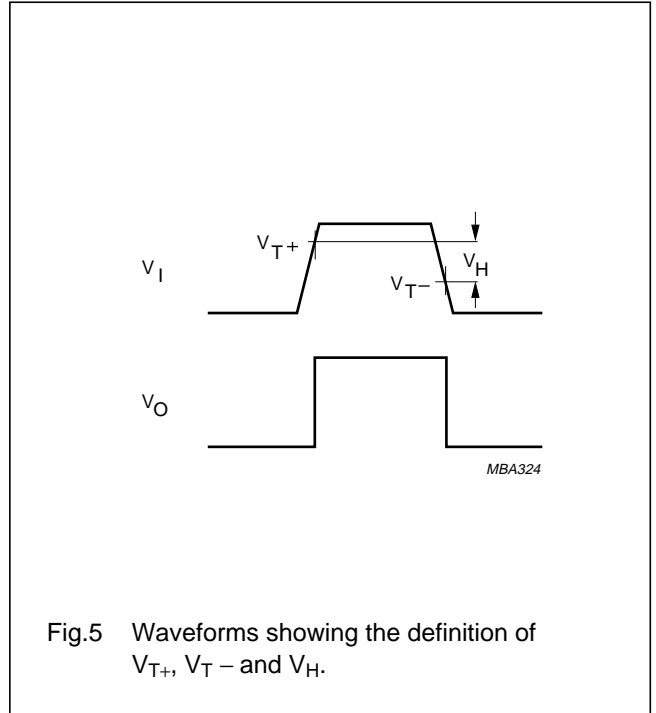 V_T+
V_I
V_H
V_T−
V_O
MBA324
Fig.5 Waveforms showing the definition of
V_T+, V_T − and V_H.